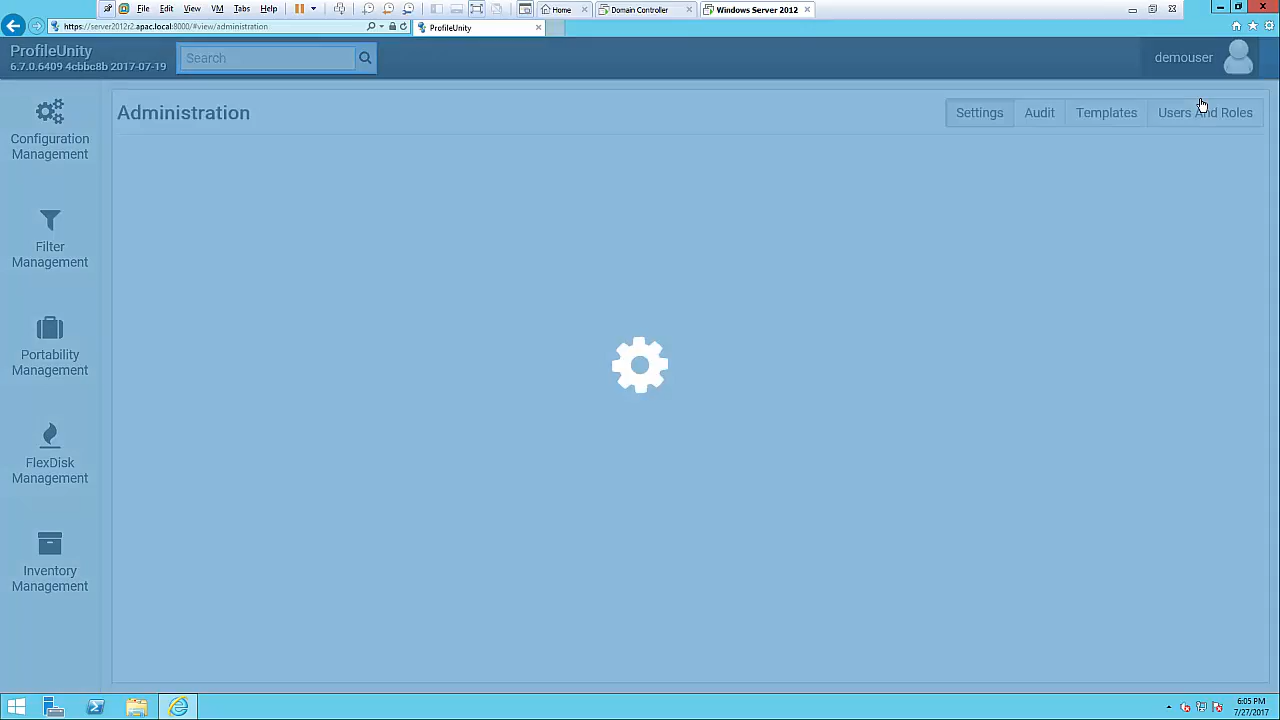 File Edit View VM Tabs Help
Home
Domain Controller
Windows Server 2012
https://server2012r2.apac.local:8000/#view/administration
ProfileUnity
ProfileUnity
6.7.0.6409 4cbbc8b 2017-07-19
Search
demouser
Administration
Settings
Audit
Templates
Users And Roles
Configuration
Management
Filter
Management
Portability
Management
FlexDisk
Management
Inventory
Management
6:05 PM
7/27/2017